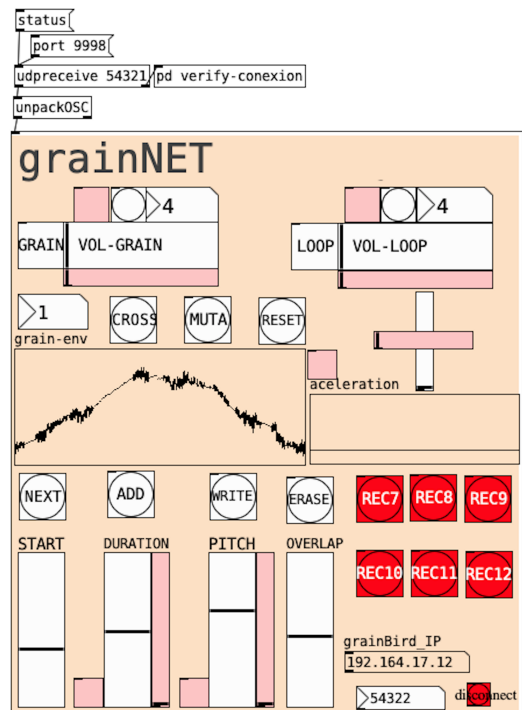 status
port 9998
udpreceive 54321
pd verify-conexion
unpackOSC
grainNET
4
4
GRAIN
VOL-GRAIN
LOOP
VOL-LOOP
1
CROSS
MUTA
RESET
grain-env
aceleration
NEXT
ADD
WRITE
ERASE
REC7
REC8
REC9
START
DURATION
PITCH
OVERLAP
REC10
REC11
REC12
grainBird_IP
192.164.17.12
54322
disconnect